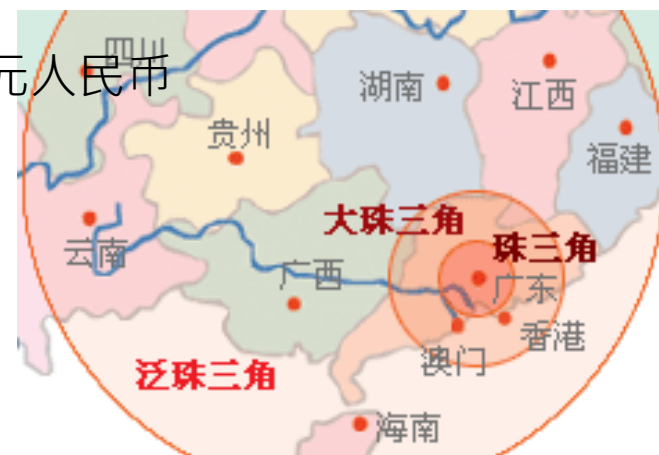 四川
元人民币
湖南
江西
贵州
福建
大珠三角
珠三角
云南
广西
广东
香港
澳门
泛珠三角
海南